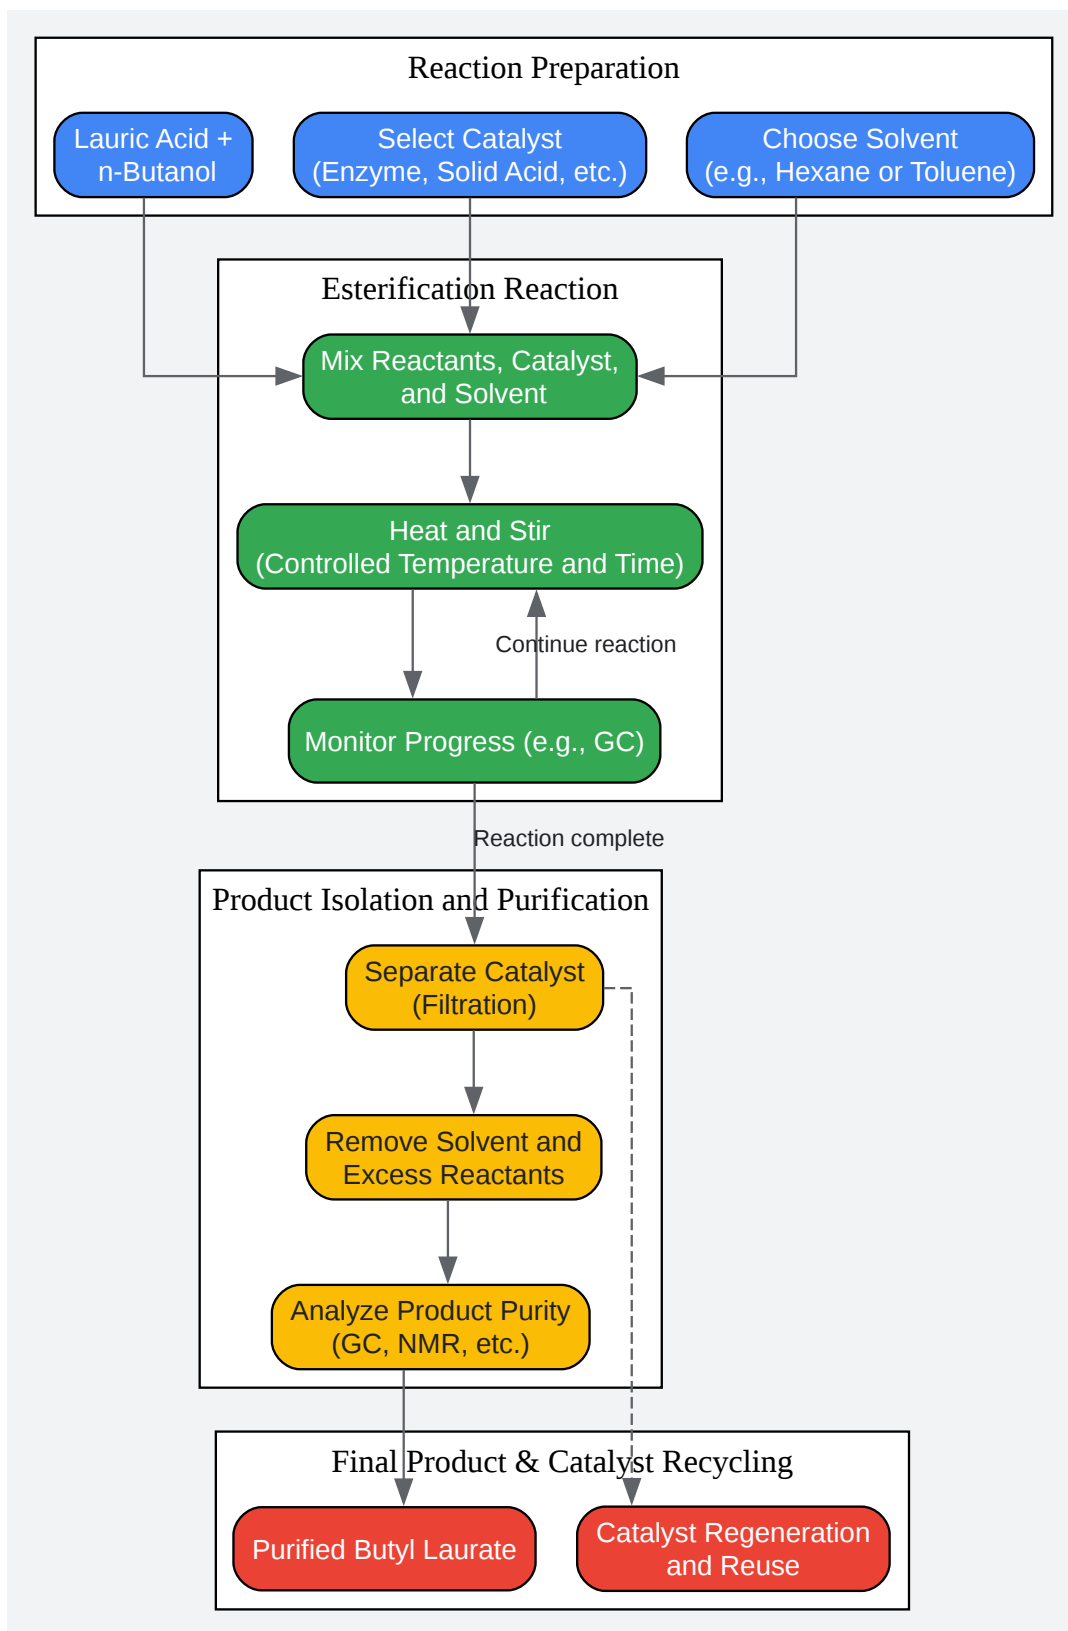 Reaction Preparation
Lauric Acid +
n-Butanol
Select Catalyst
(Enzyme, Solid Acid, etc.)
Choose Solvent
(e.g., Hexane or Toluene)
Esterification Reaction
Mix Reactants, Catalyst,
and Solvent
Heat and Stir
(Controlled Temperature and Time)
Continue reaction
Monitor Progress (e.g., GC)
Reaction complete
Product Isolation and Purification
Separate Catalyst
(Filtration)
Remove Solvent and
Excess Reactants
Analyze Product Purity
(GC, NMR, etc.)
Final Product & Catalyst Recycling
Purified Butyl Laurate
Catalyst Regeneration
and Reuse